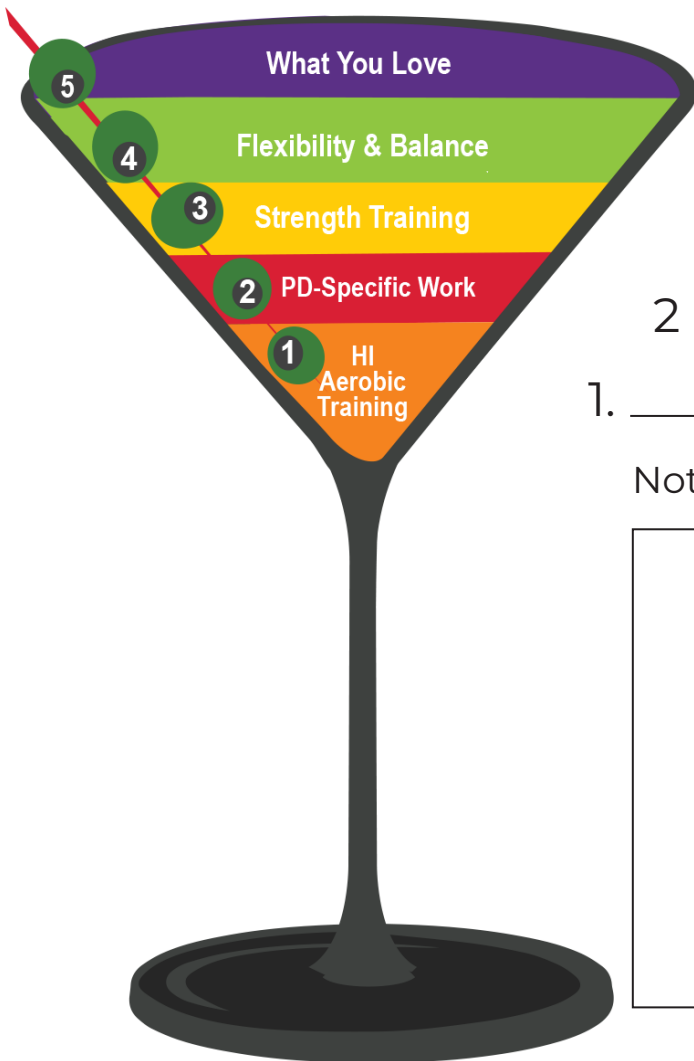 5
What You Love
4
Flexibility & Balance
3
Strength Training
2
PD-Specific Work
2
1
HI
Aerobic
Training
1.